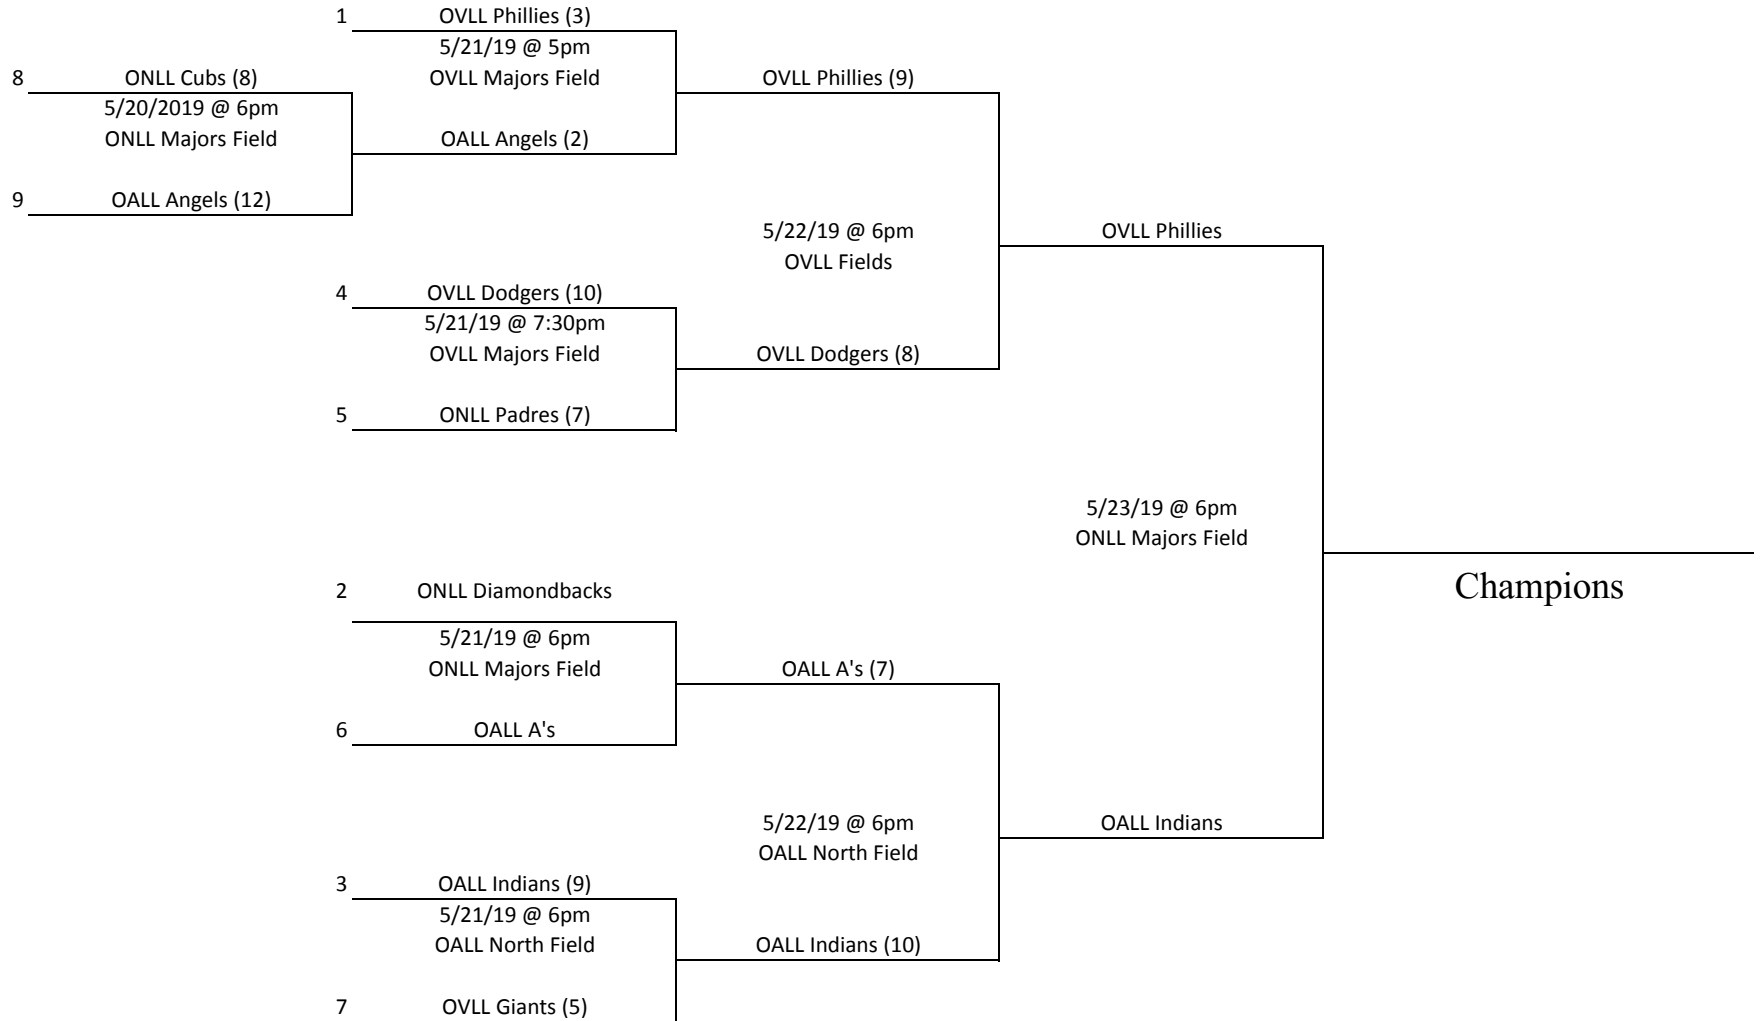 1 OVLL Phillies (3)
5/21/19 @ 5pm
8 ONLL Cubs (8) OVLL Majors Field OVLL Phillies (9)
5/20/2019 @ 6pm
ONLL Majors Field OALL Angels (2)
9 OALL Angels (12)
5/22/19 @ 6pm OVLL Phillies
OVLL Fields
4 OVLL Dodgers (10)
5/21/19 @ 7:30pm
OVLL Majors Field OVLL Dodgers (8)
5 ONLL Padres (7)
5/23/19 @ 6pm
ONLL Majors Field
2 ONLL Diamondbacks Champions
5/21/19 @ 6pm
ONLL Majors Field OALL A's (7)
6 OALL A's
5/22/19 @ 6pm OALL Indians
OALL North Field
3 OALL Indians (9)
5/21/19 @ 6pm
OALL North Field OALL Indians (10)
7 OVLL Giants (5)